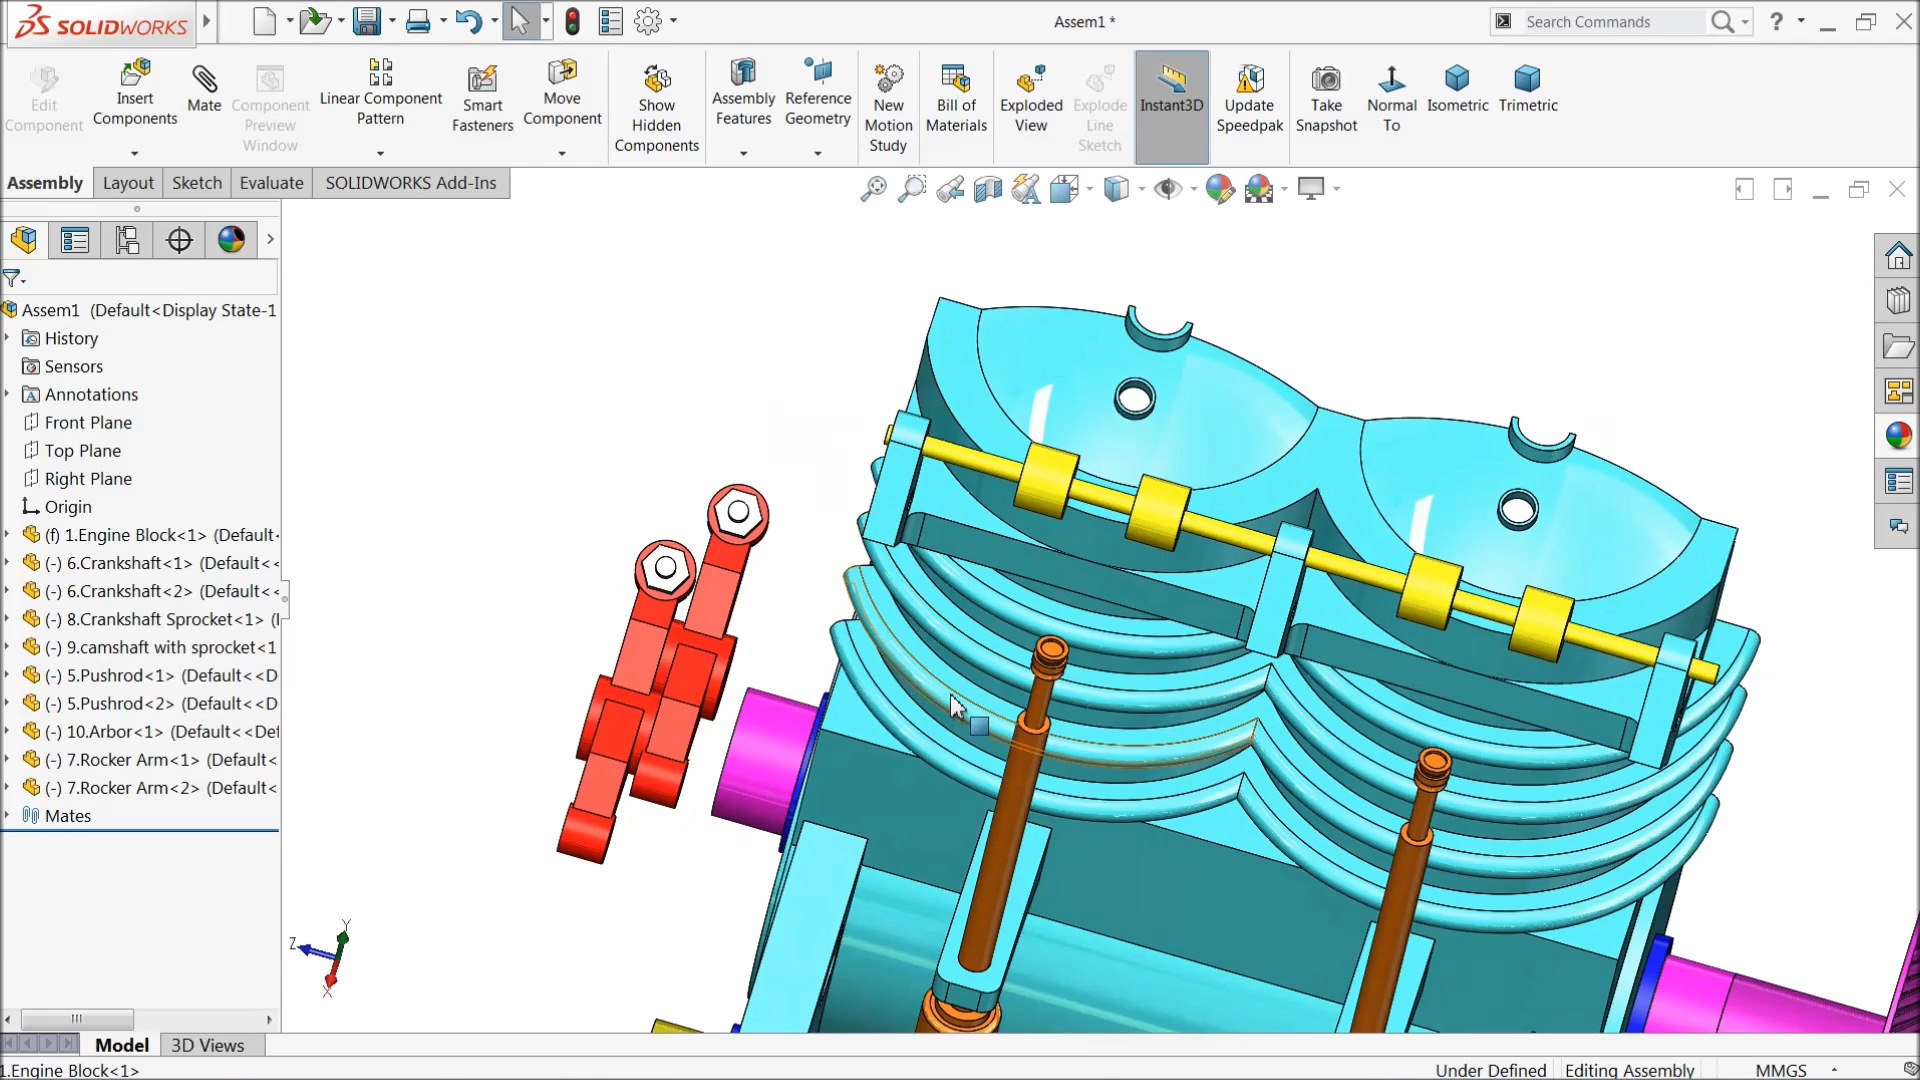 SOLIDWORKS
Assem1 *
Search Commands
?
Edit Component
Insert Components
Mate
Component Preview Window
Linear Component Pattern
Smart Fasteners
Move Component
Show Hidden Components
Assembly Features
Reference Geometry
New Motion Study
Bill of Materials
Exploded View
Explode Line Sketch
Instant3D
Update Speedpak
Take Snapshot
Normal To
Isometric
Trimetric
Assembly
Layout
Sketch
Evaluate
SOLIDWORKS Add-Ins
Assem1 (Default<Display State-1
History
Sensors
Annotations
Front Plane
Top Plane
Right Plane
Origin
(f) 1.Engine Block<1> (Default<
(-) 6.Crankshaft<1> (Default<<
(-) 6.Crankshaft<2> (Default<<
(-) 8.Crankshaft Sprocket<1> (
(-) 9.camshaft with sprocket<1
(-) 5.Pushrod<1> (Default<<D
(-) 5.Pushrod<2> (Default<<D
(-) 10.Arbor<1> (Default<<Def
(-) 7.Rocker Arm<1> (Default<
(-) 7.Rocker Arm<2> (Default<
Mates
Y
Z
X
Model
3D Views
1.Engine Block<1>
Under Defined
Editing Assembly
MMGS